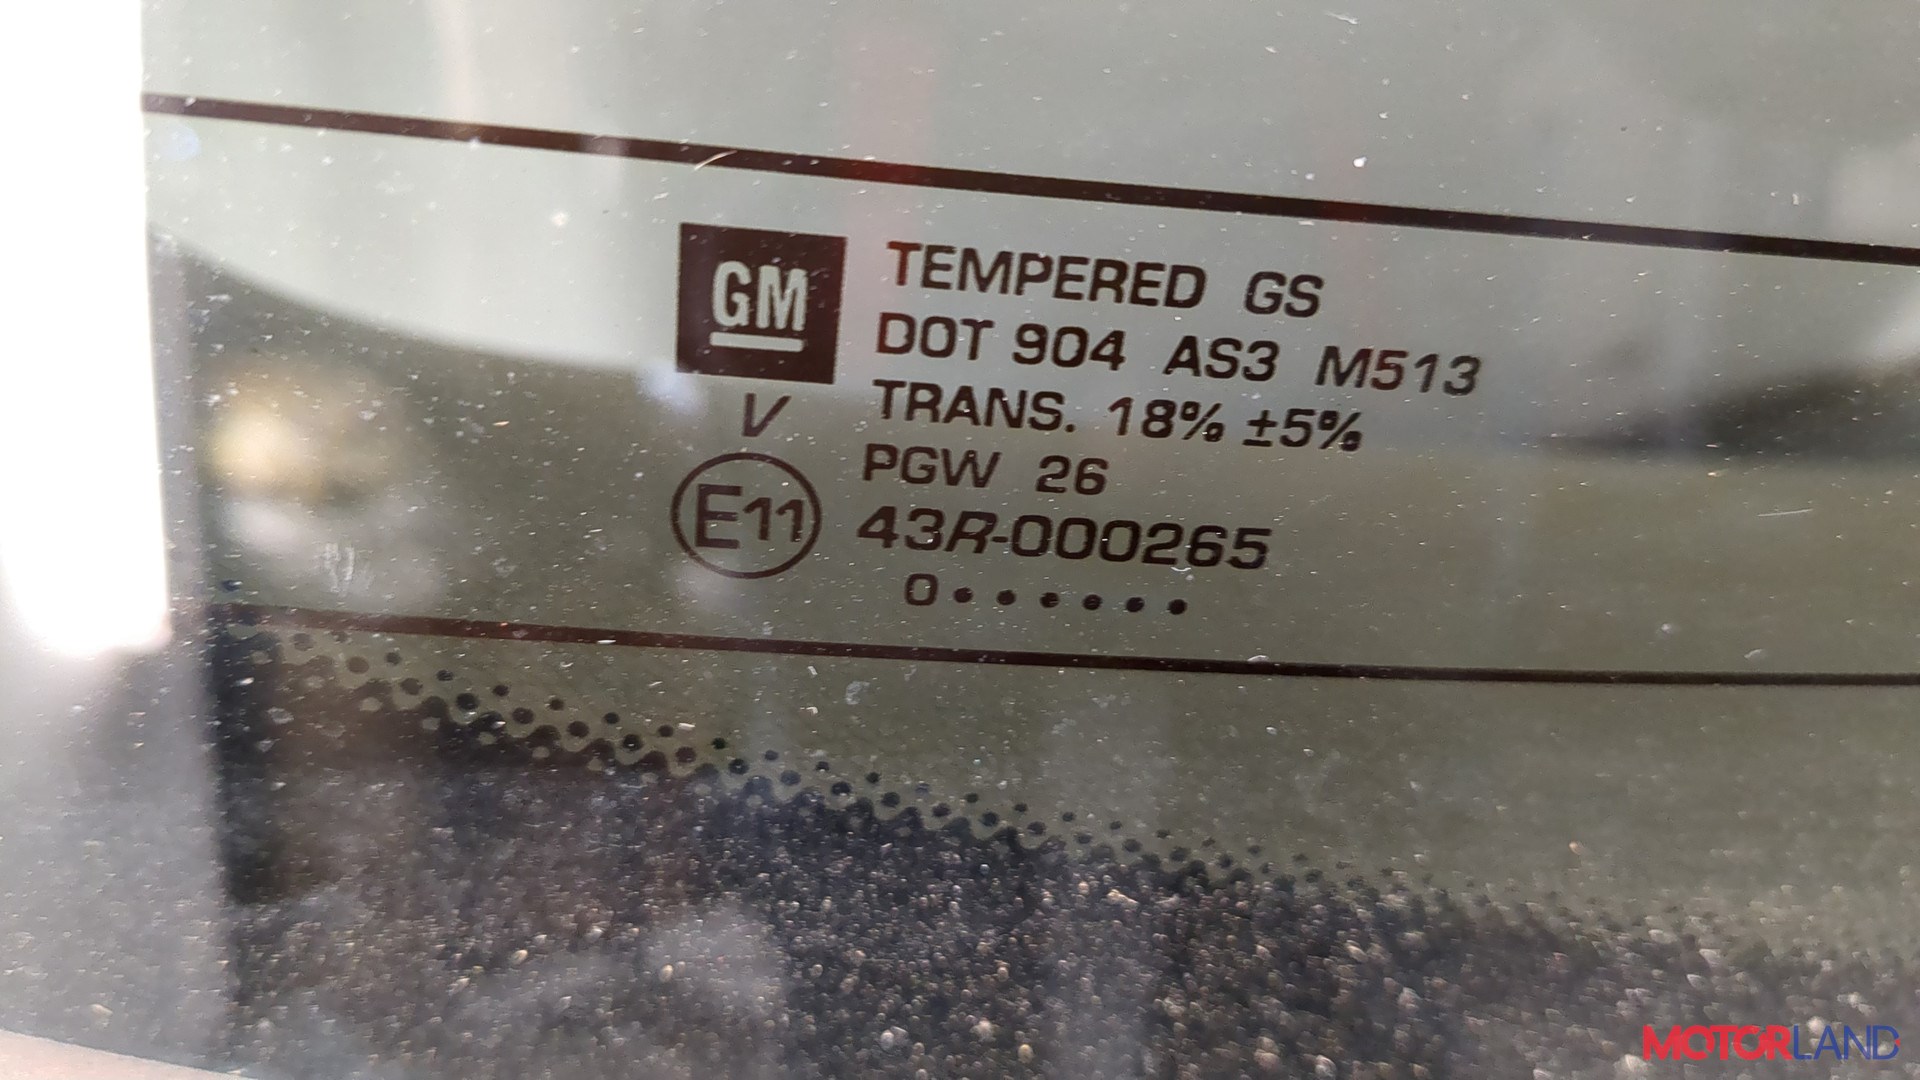 GM
TEMPERED GS
DOT 904 AS3 M513
TRANS. 18% ±5%
V
PGW 26
E11
43R-000265
0••••••
MOTORLAND